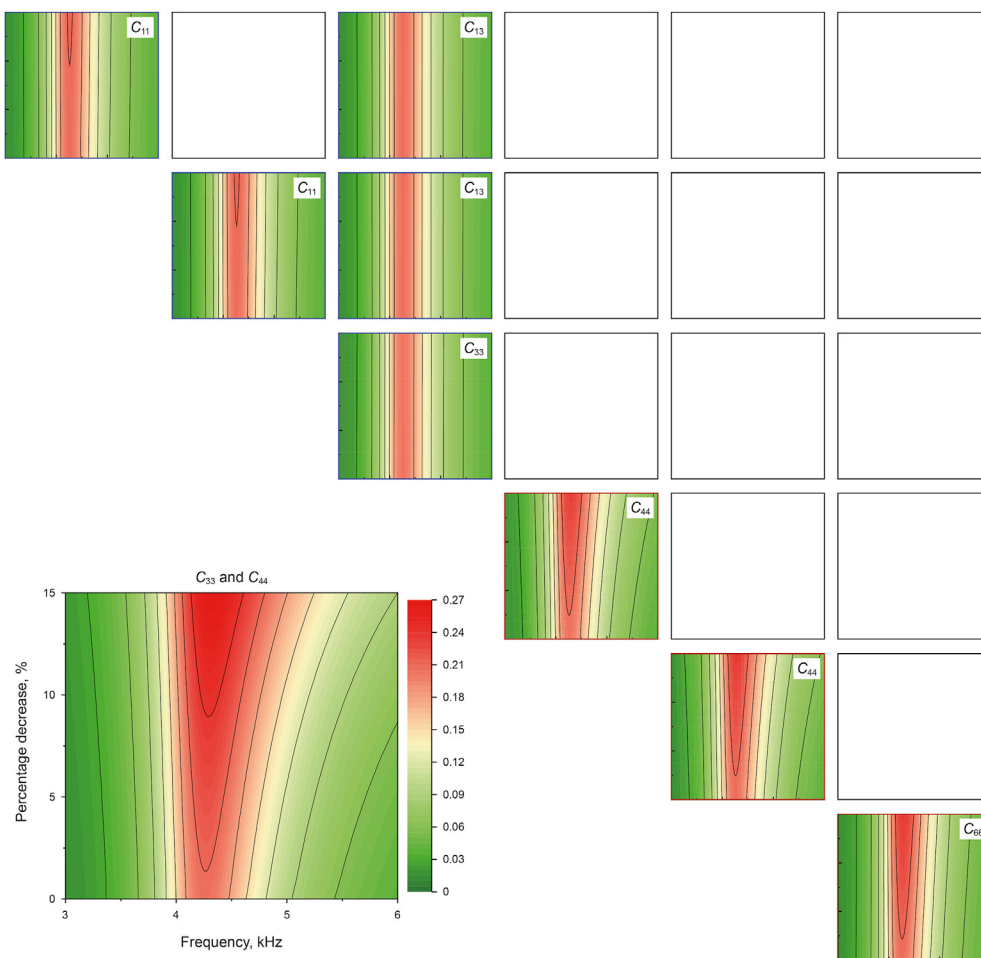 C₁₁ C₁₃
C₁₁ C₁₃
C₃₃
C₄₄
C₃₃ and C₄₄
15
10
5
0
Percentage decrease, %
3 4 5 6
Frequency, kHz
0.27
0.24
0.21
0.18
0.15
0.12
0.09
0.06
0.03
0
C₄₄
C₆₆